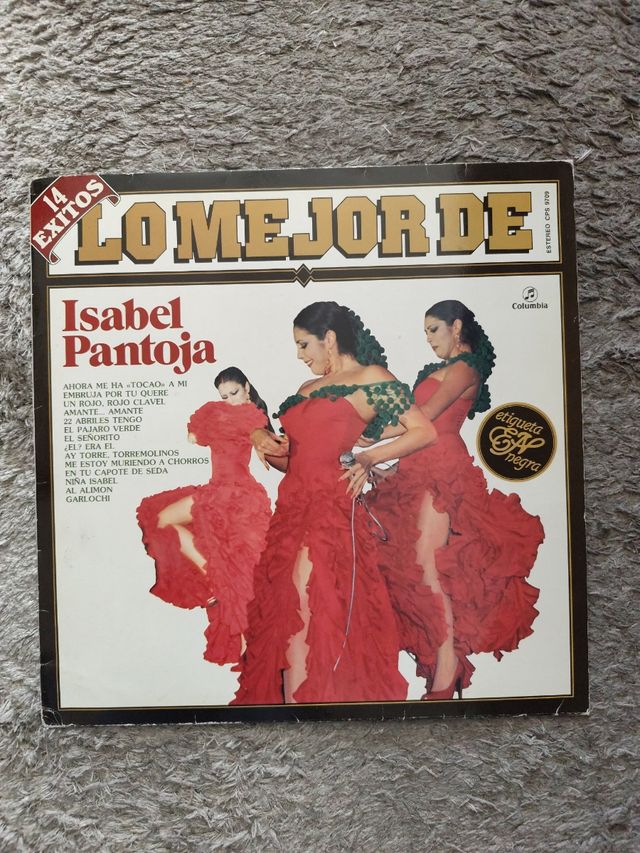 14
EXITOS
LO MEJOR DE
ESTEREO CPS 9709
Isabel
Pantoja
Columbia
AHORA ME HA «TOCAO» A MI
EMBRUJA POR TU QUERE
UN ROJO, ROJO CLAVEL
AMANTE... AMANTE
22 ABRILES TENGO
EL PAJARO VERDE
EL SEÑORITO
¿EL? ERA EL
AY TORRE, TORREMOLINOS
ME ESTOY MURIENDO A CHORROS
EN TU CAPOTE DE SEDA
NIÑA ISABEL
AL ALIMON
GARLOCHI
etiqueta
EN
negra